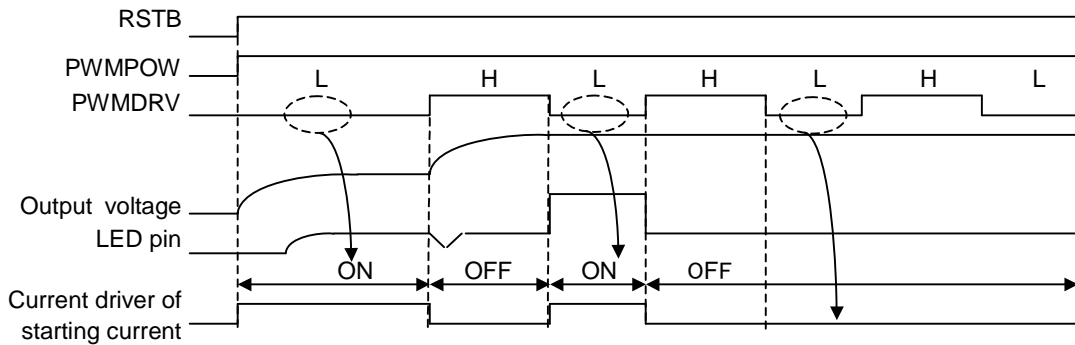 RSTB
PWMPOW
L H L H L H L
PWMDRV
Output voltage
LED pin
ON OFF ON OFF
Current driver of
starting current